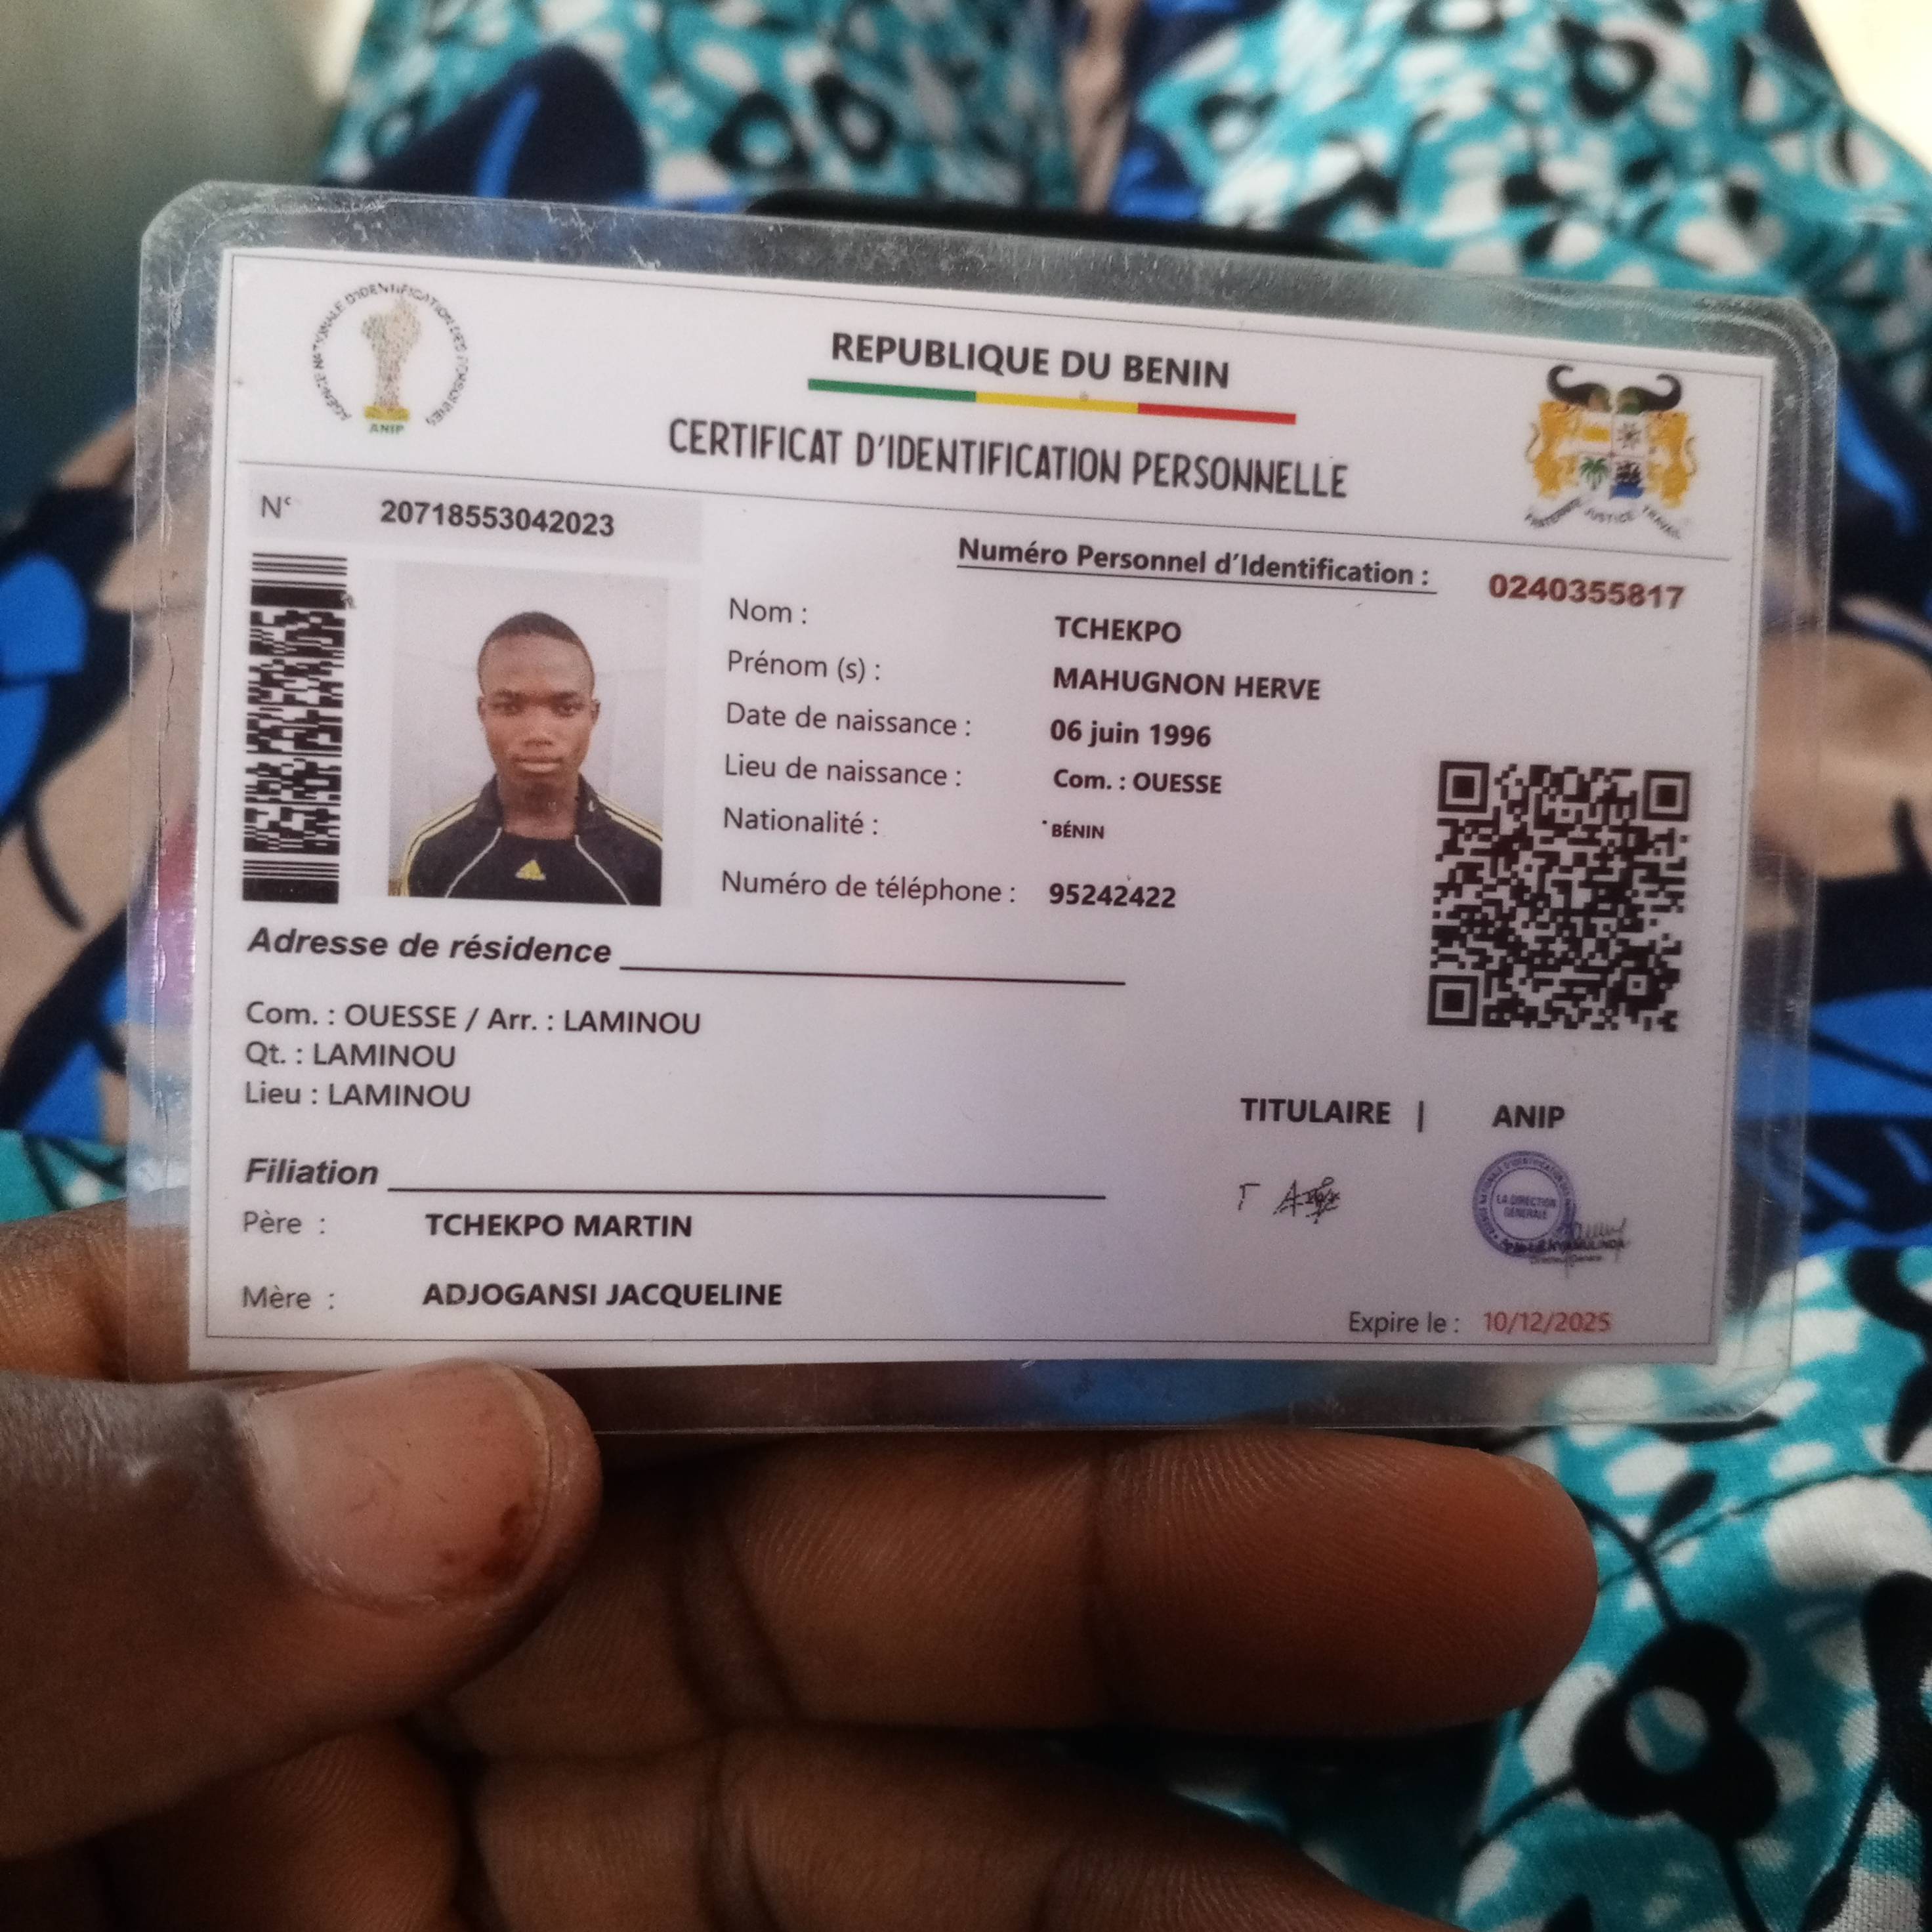 AGENCE NATIONALE D'IDENTIFICATION DES PERSONNES
ANIP
REPUBLIQUE DU BENIN
CERTIFICAT D'IDENTIFICATION PERSONNELLE
FRATERNITE JUSTICE TRAVAIL
N° 20718553042023
Numéro Personnel d'Identification : 0240355817
Nom : TCHEKPO
Prénom (s) : MAHUGNON HERVE
Date de naissance : 06 juin 1996
Lieu de naissance : Com. : OUESSE
Nationalité : BÉNIN
Numéro de téléphone : 95242422
Adresse de résidence
Com. : OUESSE / Arr. : LAMINOU
Qt. : LAMINOU
Lieu : LAMINOU
TITULAIRE | ANIP
LA DIRECTION
GENERALE
Filiation
Père : TCHEKPO MARTIN
Mère : ADJOGANSI JACQUELINE
Expire le : 10/12/2025